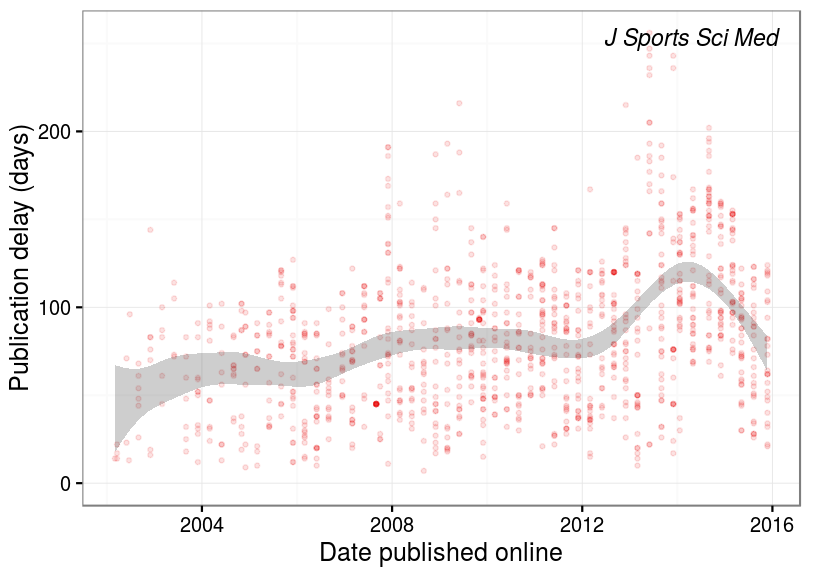 J Sports Sci Med
Publication delay (days)
200
100
0
2004 2008 2012 2016
Date published online